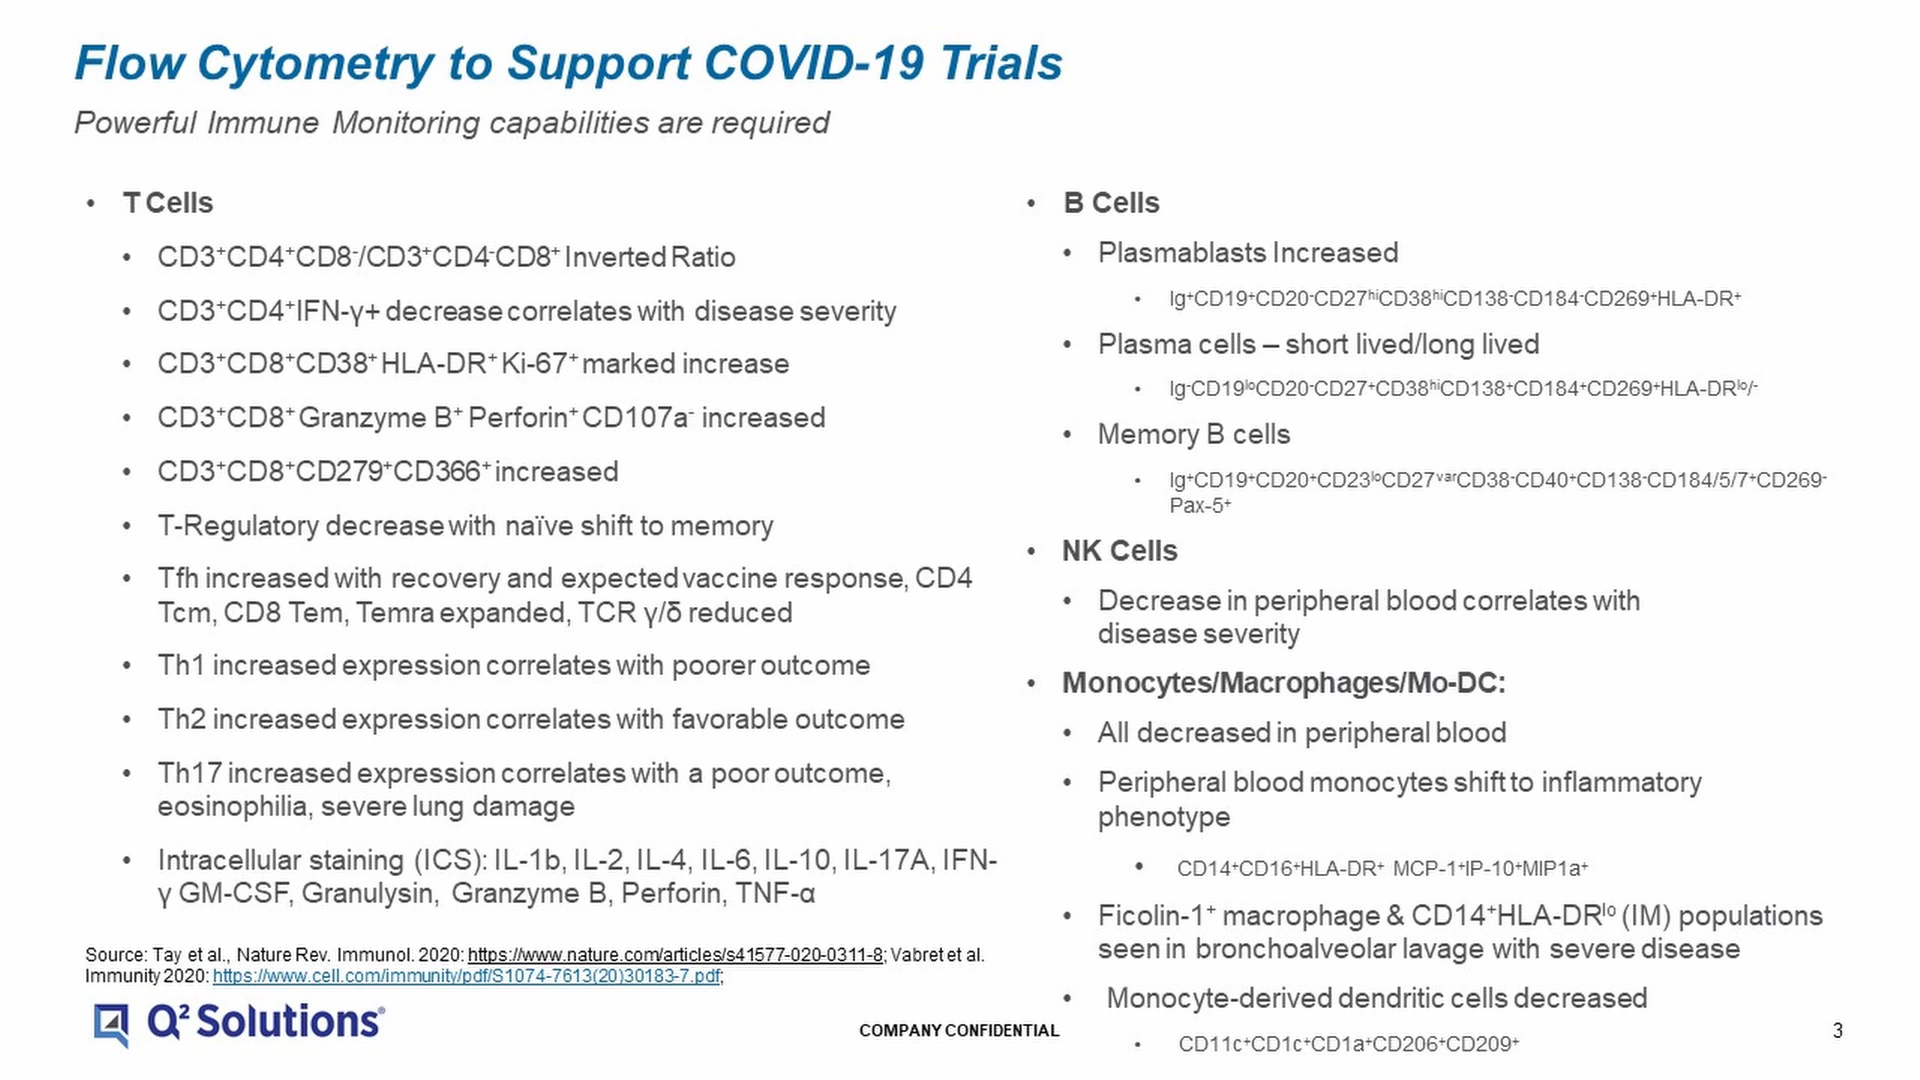 Flow Cytometry to Support COVID-19 Trials
Powerful Immune Monitoring capabilities are required
• T Cells
• CD3⁺CD4⁺CD8⁻/CD3⁺CD4⁻CD8⁺ Inverted Ratio
• CD3⁺CD4⁺IFN-γ+ decrease correlates with disease severity
• CD3⁺CD8⁺CD38⁺ HLA-DR⁺ Ki-67⁺ marked increase
• CD3⁺CD8⁺ Granzyme B⁺ Perforin⁺ CD107a⁻ increased
• CD3⁺CD8⁺CD279⁺CD366⁺ increased
• T-Regulatory decrease with naïve shift to memory
• Tfh increased with recovery and expected vaccine response, CD4
Tcm, CD8 Tem, Temra expanded, TCR γ/δ reduced
• Th1 increased expression correlates with poorer outcome
• Th2 increased expression correlates with favorable outcome
• Th17 increased expression correlates with a poor outcome,
eosinophilia, severe lung damage
• Intracellular staining (ICS): IL-1b, IL-2, IL-4, IL-6, IL-10, IL-17A, IFN-
γ GM-CSF, Granulysin, Granzyme B, Perforin, TNF-α
Source: Tay et al., Nature Rev. Immunol. 2020: https://www.nature.com/articles/s41577-020-0311-8; Vabret et al.
Immunity 2020: https://www.cell.com/immunity/pdf/S1074-7613(20)30183-7.pdf;
• B Cells
• Plasmablasts Increased
• Ig⁺CD19⁺CD20⁻CD27ʰⁱCD38ʰⁱCD138⁻CD184⁻CD269⁺HLA-DR⁺
• Plasma cells – short lived/long lived
• Ig⁻CD19ˡᵒCD20⁻CD27⁺CD38ʰⁱCD138⁺CD184⁺CD269⁺HLA-DRˡᵒ/⁻
• Memory B cells
• Ig⁺CD19⁺CD20⁺CD23ˡᵒCD27ᵛᵃʳCD38⁻CD40⁺CD138⁻CD184/5/7⁺CD269⁻
Pax-5⁺
• NK Cells
• Decrease in peripheral blood correlates with
disease severity
• Monocytes/Macrophages/Mo-DC:
• All decreased in peripheral blood
• Peripheral blood monocytes shift to inflammatory
phenotype
• CD14⁺CD16⁺HLA-DR⁺ MCP-1⁺IP-10⁺MIP1a⁺
• Ficolin-1⁺ macrophage & CD14⁺HLA-DRˡᵒ (IM) populations
seen in bronchoalveolar lavage with severe disease
• Monocyte-derived dendritic cells decreased
• CD11c⁺CD1c⁺CD1a⁺CD206⁺CD209⁺
Q² Solutions®
COMPANY CONFIDENTIAL
3